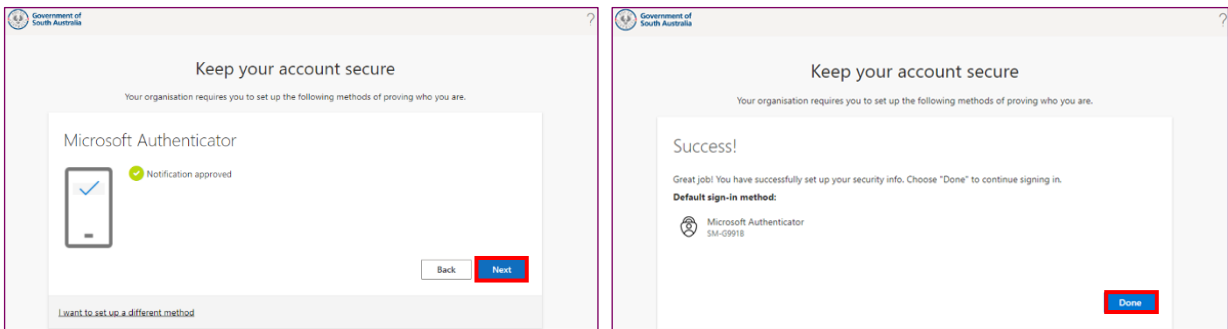 Government of
South Australia
?
Keep your account secure
Your organisation requires you to set up the following methods of proving who you are.
Microsoft Authenticator
Notification approved
Back
Next
I want to set up a different method
Government of
South Australia
?
Keep your account secure
Your organisation requires you to set up the following methods of proving who you are.
Success!
Great job! You have successfully set up your security info. Choose "Done" to continue signing in.
Default sign-in method:
Microsoft Authenticator
SM-G991B
Done